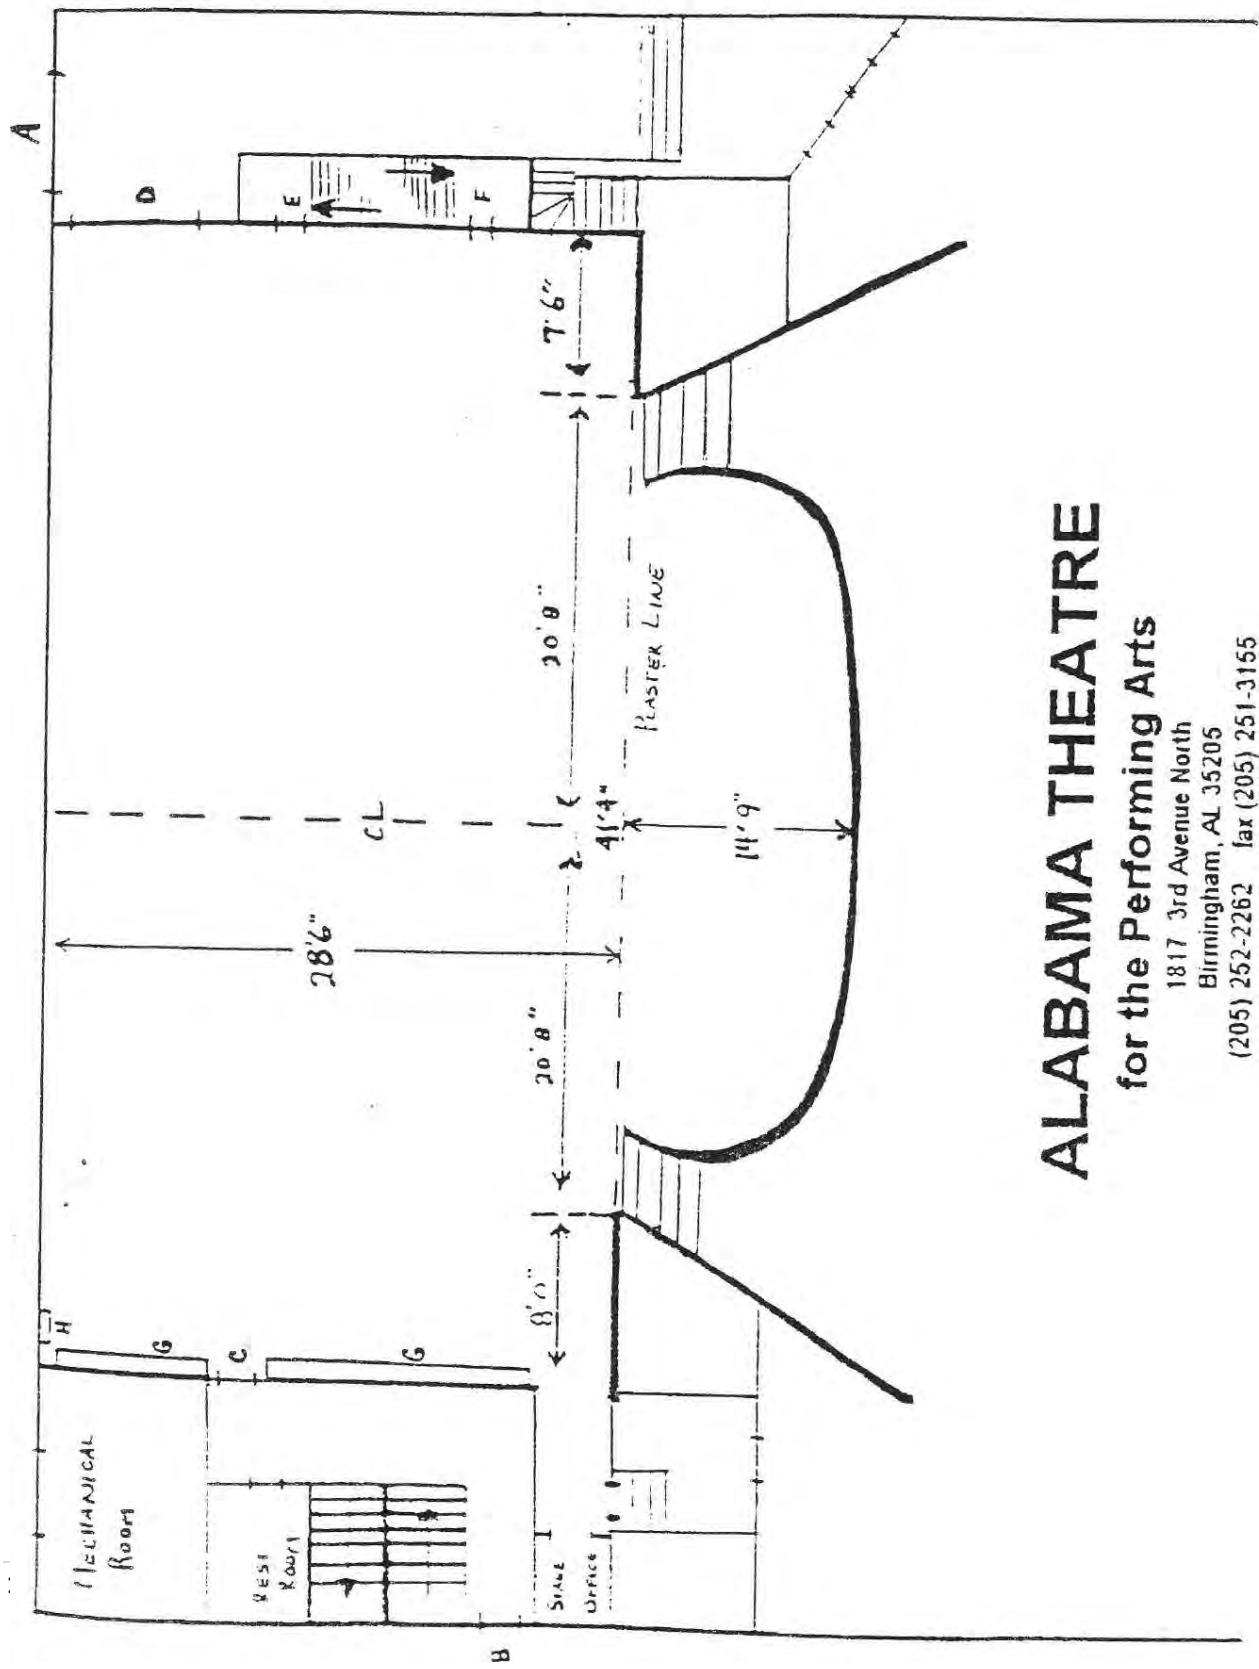 A
D
E
F
7'6"
20'8"
PLASTER LINE
CL
41'4"
14'9"
28'6"
20'8"
8'0"
H
G
C
G
MECHANICAL
ROOM
REST
ROOM
STAGE
OFFICE
B
ALABAMA THEATRE
for the Performing Arts
1817 3rd Avenue North
Birmingham, AL 35205
(205) 252-2262 fax (205) 251-3155